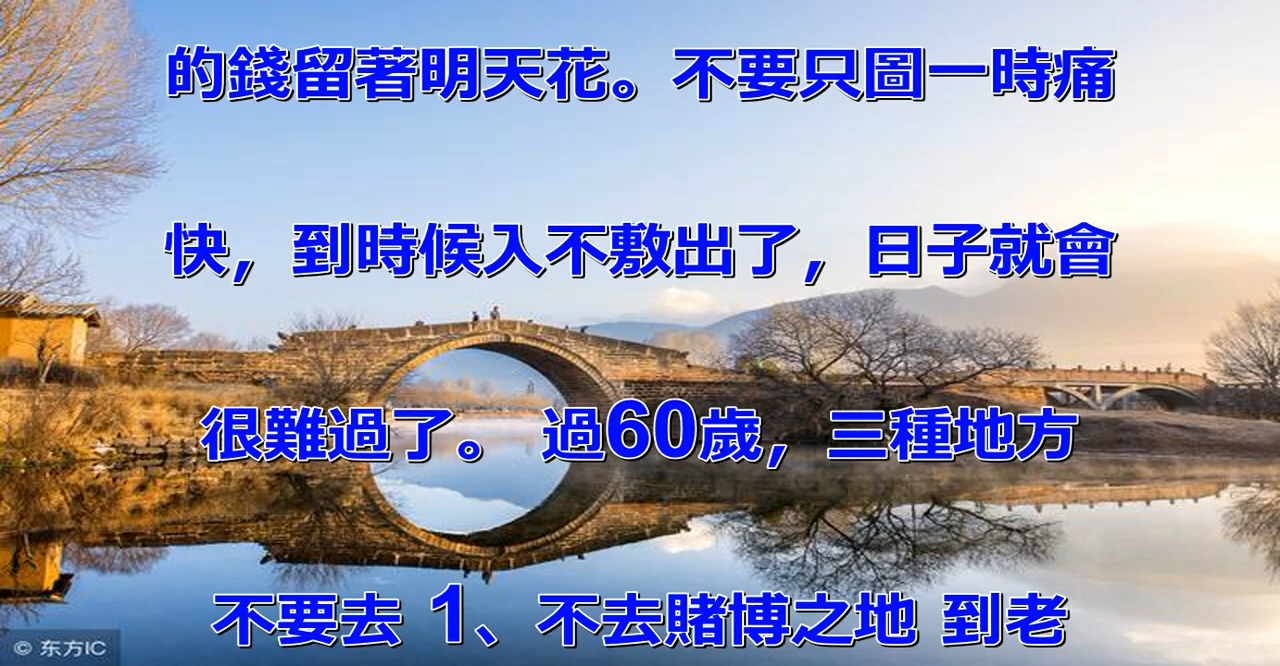 的錢留著明天花。不要只圖一時痛
快，到時候入不敷出了，日子就會
很難過了。 過60歲，三種地方
不要去 1、不去賭博之地 到老
© 东方IC